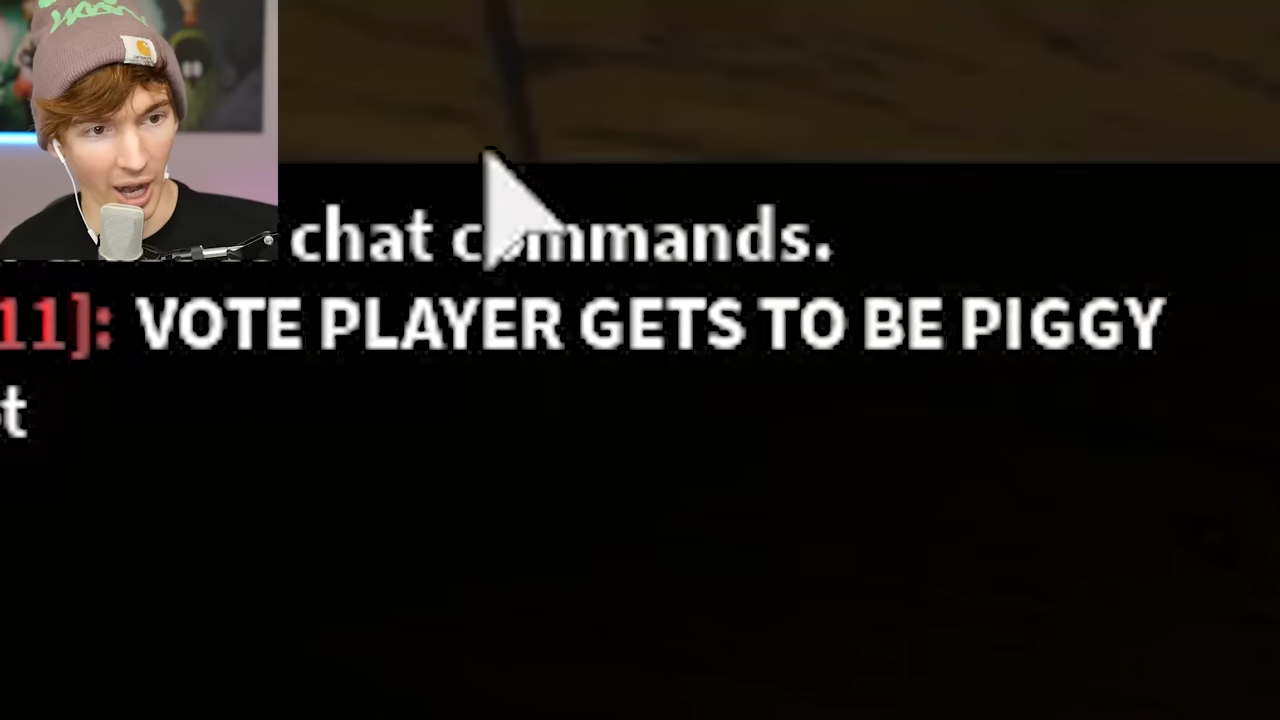 chat commands.
11]: VOTE PLAYER GETS TO BE PIGGY
t